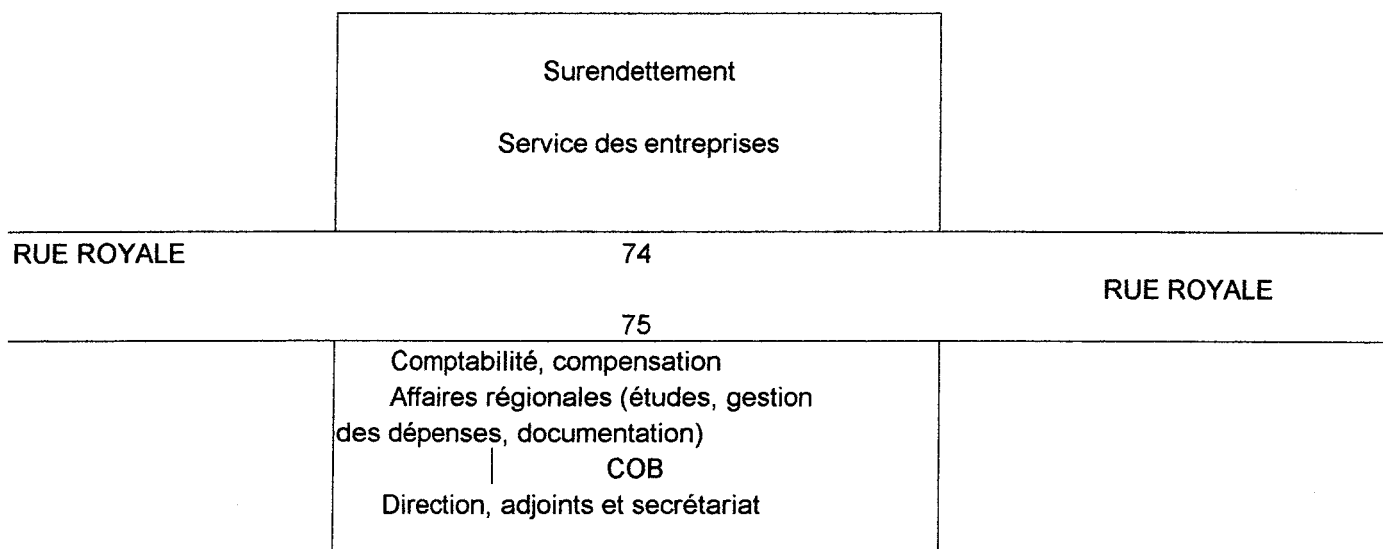 Surendettement
Service des entreprises
RUE ROYALE 74
RUE ROYALE
75
Comptabilité, compensation
Affaires régionales (études, gestion
des dépenses, documentation)
COB
Direction, adjoints et secrétariat